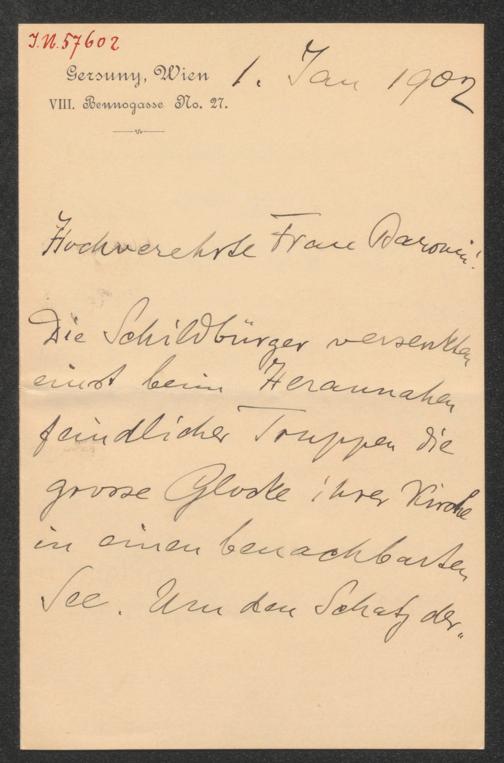 I.N. 57602
Gersuny, Wien
VIII. Bennogasse No. 27.
1. Jan 1902
Hochverehrte Frau Baronin!
Die Schildbürger versenkten
einst beim Herannahen
feindlicher Truppen die
grosse Glocke ihrer Kirche
in einen benachbarten
See. Um den Schatz der"